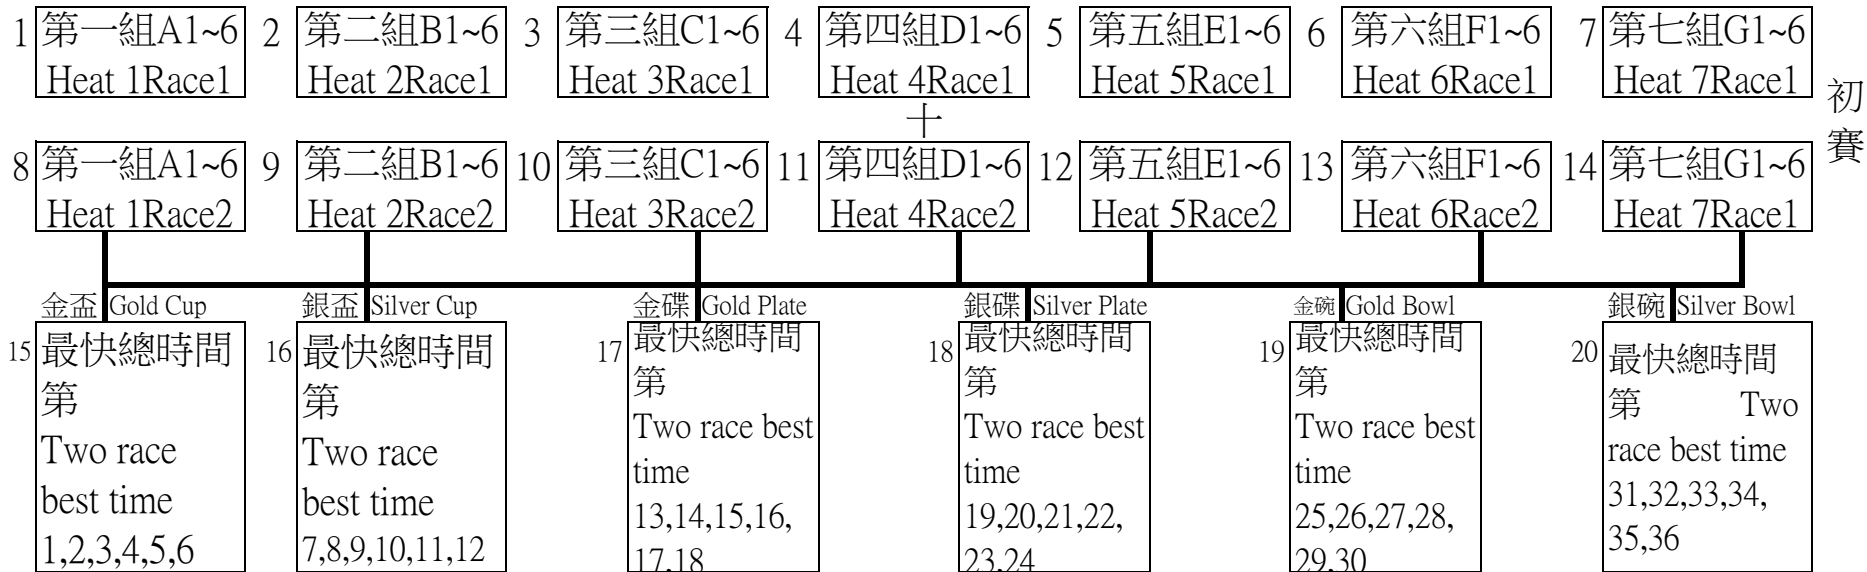 1 第一組A1~6 2 第二組B1~6 3 第三組C1~6 4 第四組D1~6 5 第五組E1~6 6 第六組F1~6 7 第七組G1~6
Heat 1Race1 Heat 2Race1 Heat 3Race1 Heat 4Race1 Heat 5Race1 Heat 6Race1 Heat 7Race1
初賽
十
8 第一組A1~6 9 第二組B1~6 10 第三組C1~6 11 第四組D1~6 12 第五組E1~6 13 第六組F1~6 14 第七組G1~6
Heat 1Race2 Heat 2Race2 Heat 3Race2 Heat 4Race2 Heat 5Race2 Heat 6Race2 Heat 7Race1
金盃 Gold Cup
15 最快總時間
第
Two race
best time
1,2,3,4,5,6
銀盃 Silver Cup
16 最快總時間
第
Two race
best time
7,8,9,10,11,12
金碟 Gold Plate
17 最快總時間
第
Two race best
time
13,14,15,16,
17,18
銀碟 Silver Plate
18 最快總時間
第
Two race best
time
19,20,21,22,
23,24
金碗 Gold Bowl
19 最快總時間
第
Two race best
time
25,26,27,28,
29,30
銀碗 Silver Bowl
20 最快總時間
第 Two
race best time
31,32,33,34,
35,36